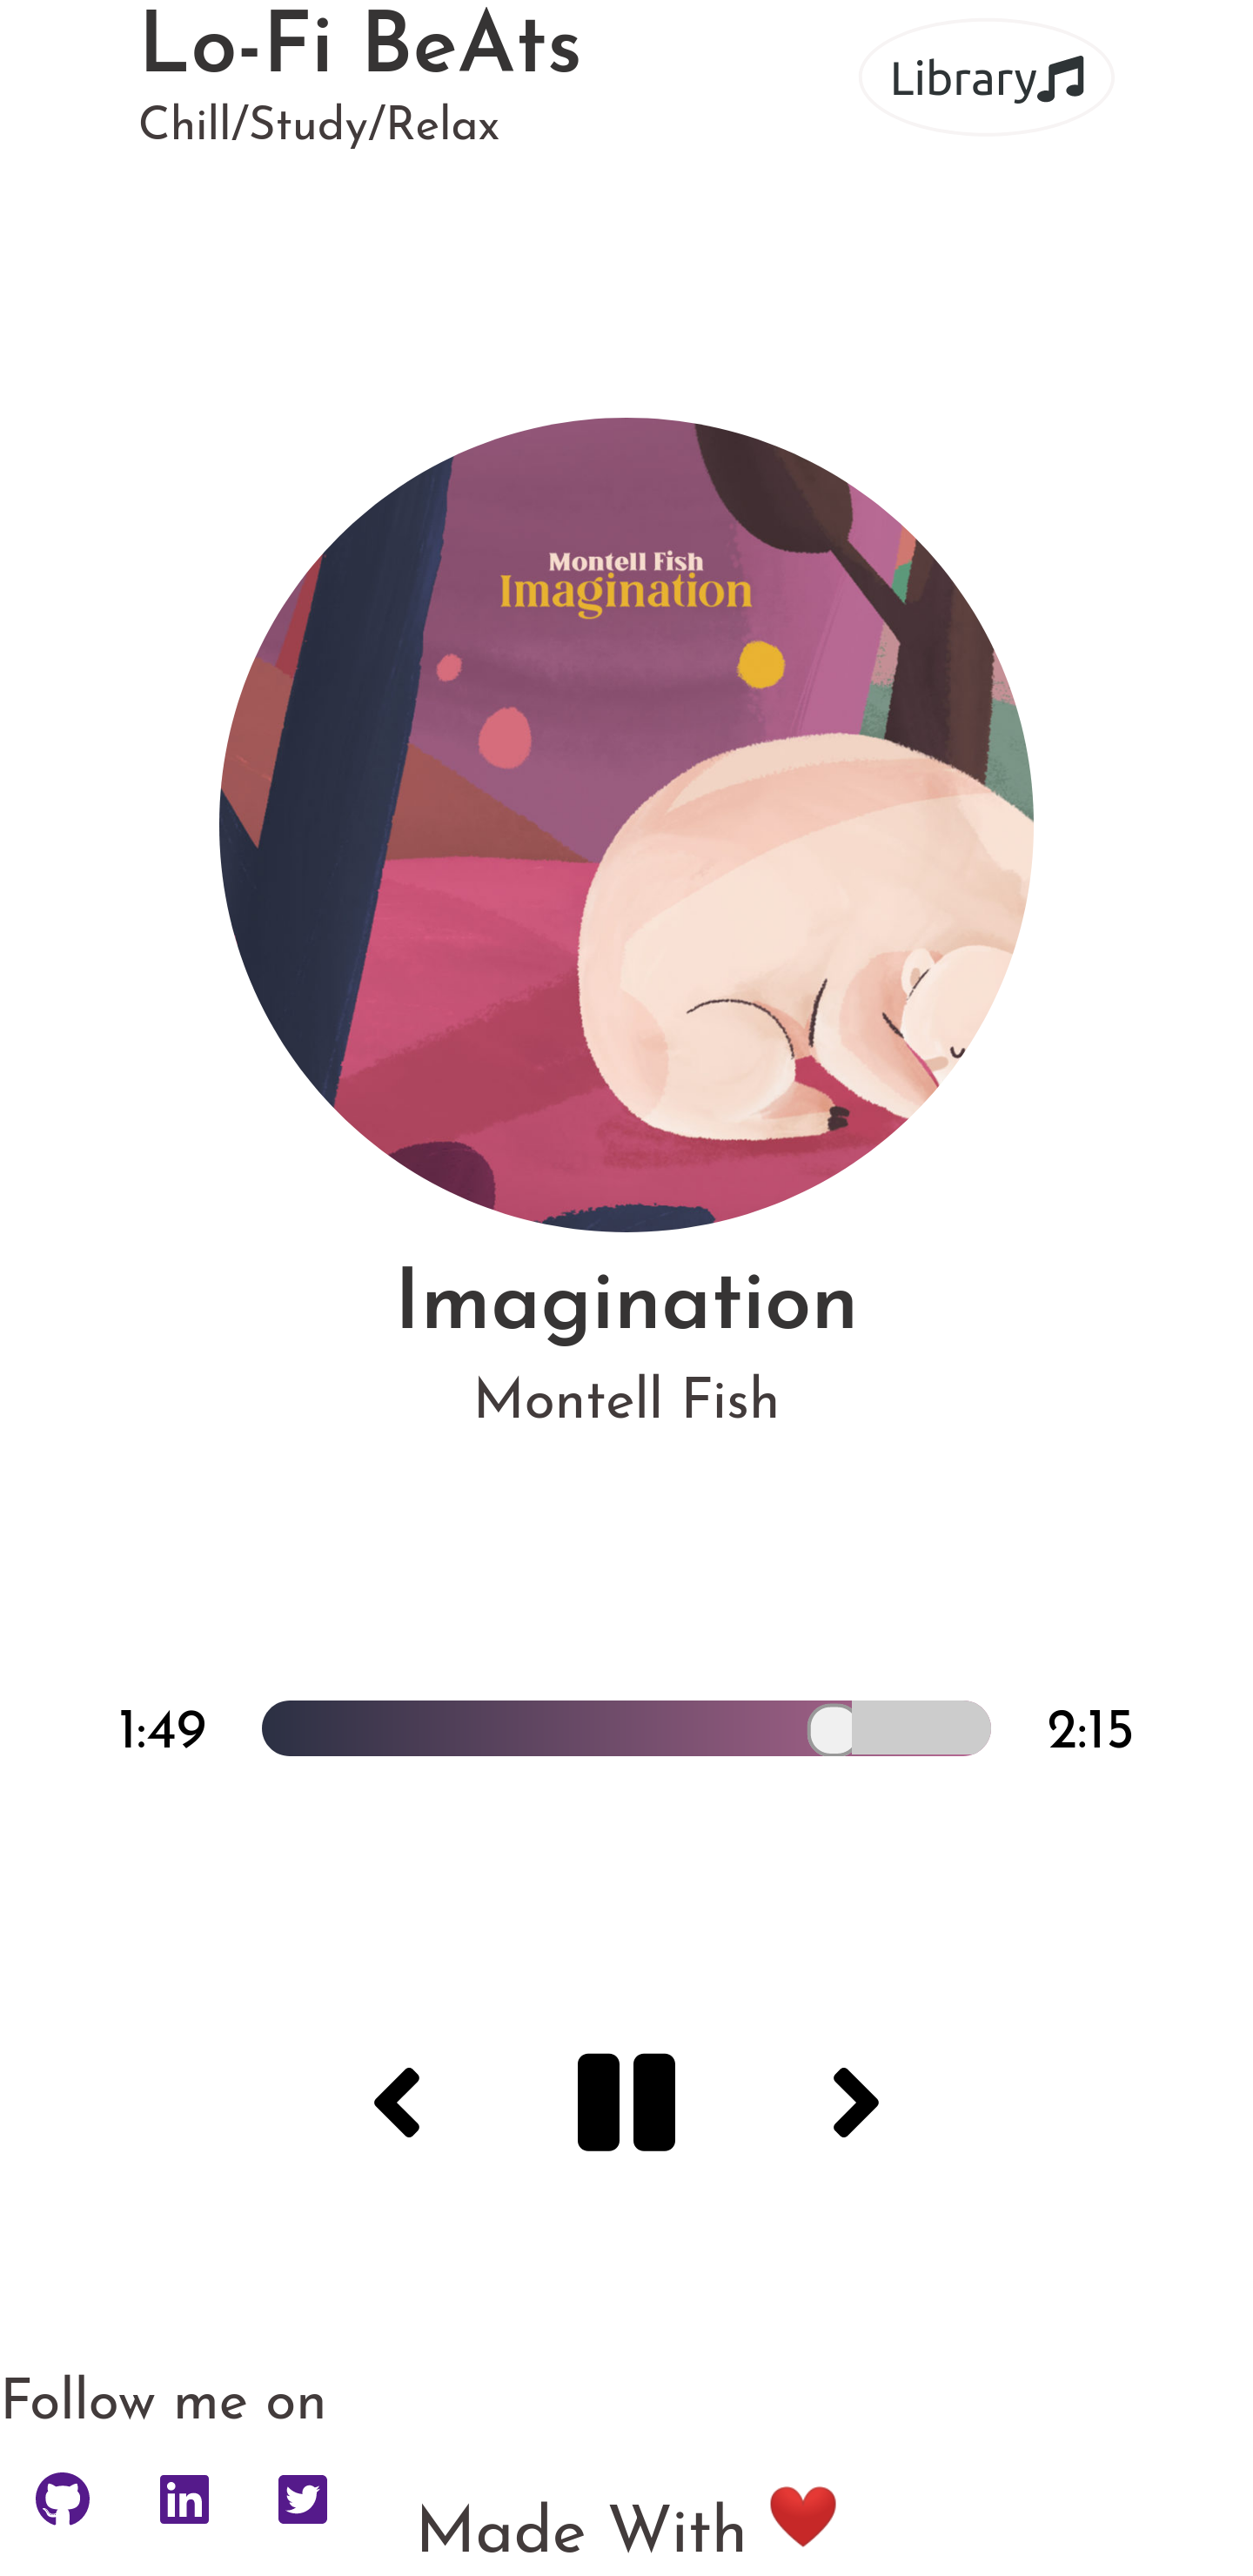 Lo-Fi BeAts
Chill/Study/Relax
Library
Montell Fish
Imagination
Imagination
Montell Fish
1:49
2:15
Follow me on
in
Made With ❤️